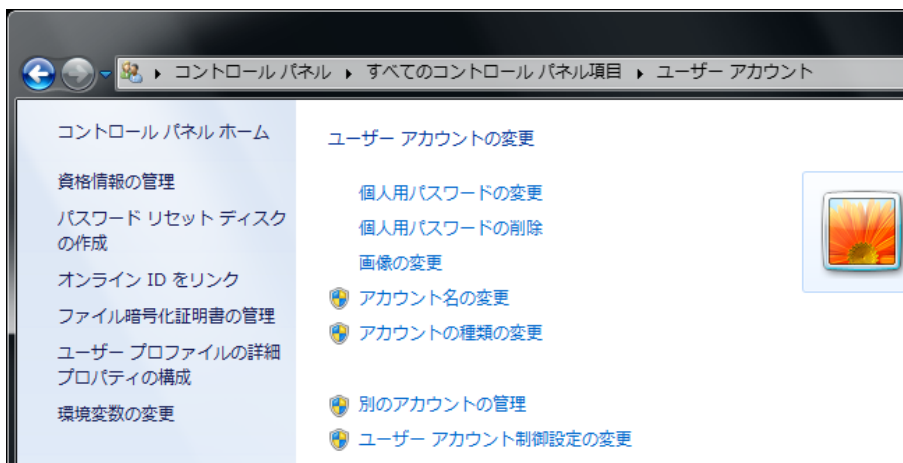 コントロール パネル ▸ すべてのコントロール パネル項目 ▸ ユーザー アカウント
コントロール パネル ホーム
資格情報の管理
パスワード リセット ディスク
の作成
オンライン ID をリンク
ファイル暗号化証明書の管理
ユーザー プロファイルの詳細
プロパティの構成
環境変数の変更
ユーザー アカウントの変更
個人用パスワードの変更
個人用パスワードの削除
画像の変更
アカウント名の変更
アカウントの種類の変更
別のアカウントの管理
ユーザー アカウント制御設定の変更